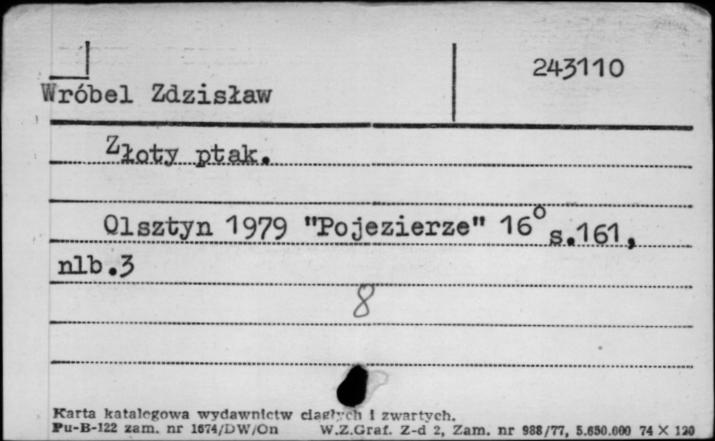 243110
Wróbel Zdzisław
Złoty ptak.
Olsztyn 1979 "Pojezierze" 16° s.161,
nlb.3
8
Karta katalogowa wydawnictw ciągłych i zwartych.
Pu-B-122 zam. nr 1674/DW/On W.Z.Graf. Z-d 2, Zam. nr 988/77, 5.650.000 74 X 120